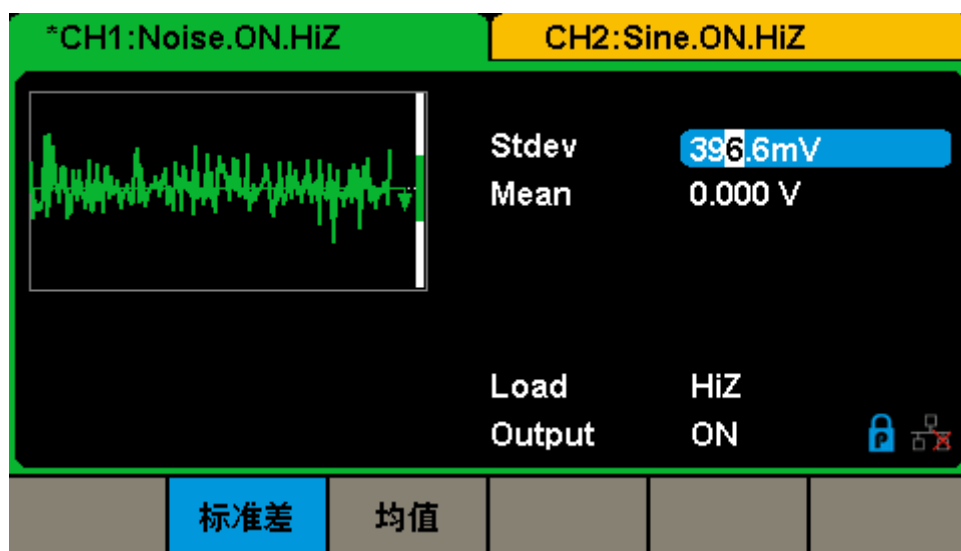 *CH1:Noise.ON.HiZ CH2:Sine.ON.HiZ
Stdev 396.6mV
Mean 0.000 V
Load HiZ
Output ON
标准差 均值